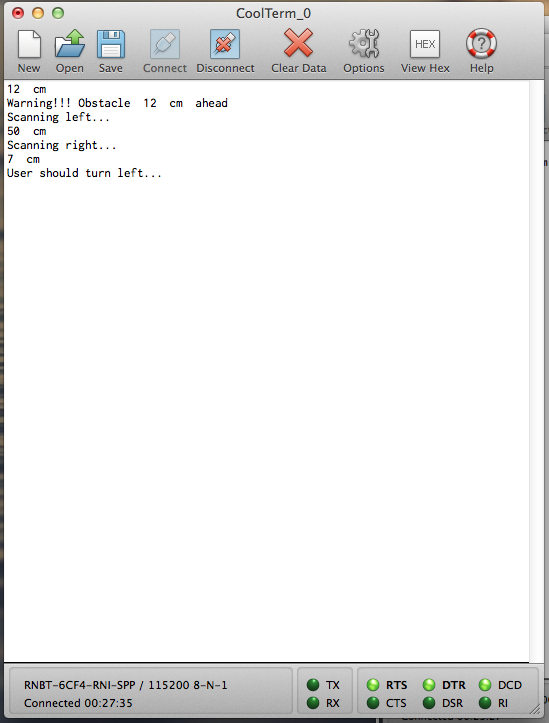 CoolTerm_0
New Open Save Connect Disconnect Clear Data Options HEX View Hex Help
12 cm
Warning!!! Obstacle 12 cm ahead
Scanning left...
50 cm
Scanning right...
7 cm
User should turn left...
RNBT-6CF4-RNI-SPP / 115200 8-N-1
Connected 00:27:35
TX RTS DTR DCD
RX CTS DSR RI